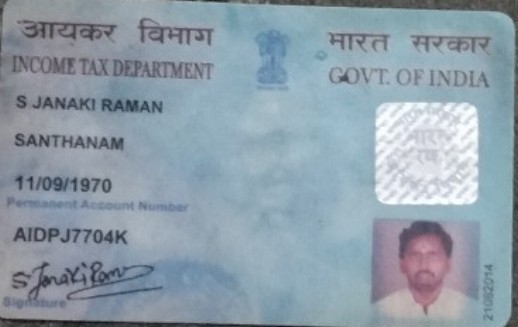 आयकर विभाग
INCOME TAX DEPARTMENT
भारत सरकार
GOVT. OF INDIA
S JANAKI RAMAN
SANTHANAM
11/09/1970
Permanent Account Number
AIDPJ7704K
S Janaki Raman
Signature
21082014